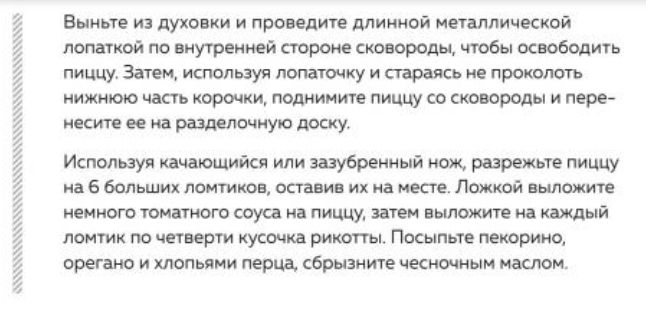 Выньте из духовки и проведите длинной металлической
лопаткой по внутренней стороне сковороды, чтобы освободить
пиццу. Затем, используя лопаточку и стараясь не проколоть
нижнюю часть корочки, поднимите пиццу со сковороды и пере-
несите ее на разделочную доску.
Используя качающийся или зазубренный нож, разрежьте пиццу
на 6 больших ломтиков, оставив их на месте. Ложкой выложите
немного томатного соуса на пиццу, затем выложите на каждый
ломтик по четверти кусочка рикотты. Посыпьте пекорино,
орегано и хлопьями перца, сбрызните чесночным маслом.